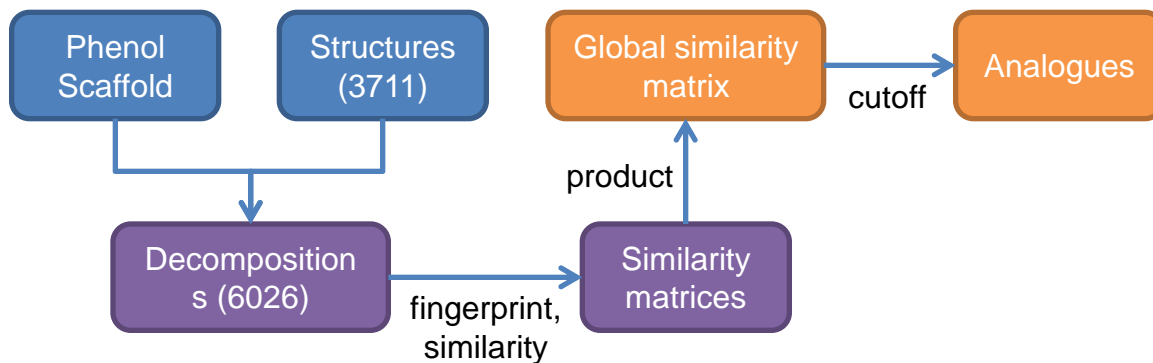 Phenol
Scaffold
Structures
(3711)
Global similarity
matrix
Analogues
cutoff
product
Decomposition
s (6026)
Similarity
matrices
fingerprint,
similarity